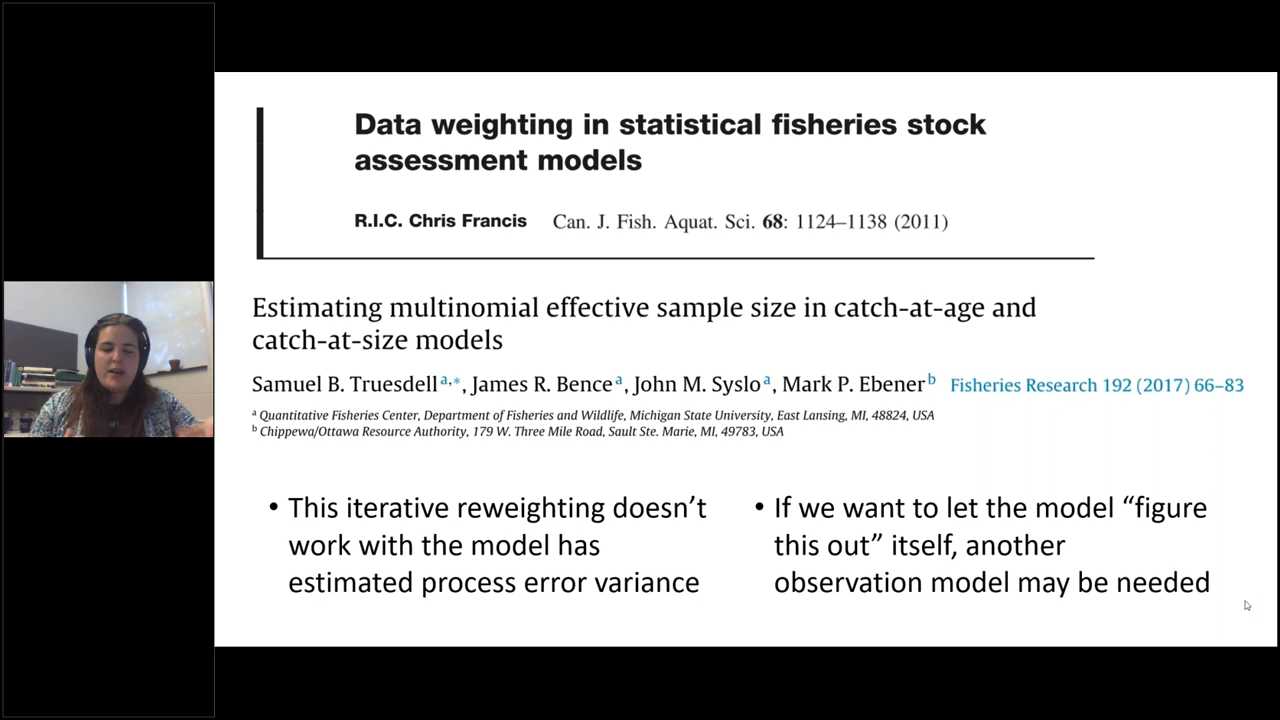 Data weighting in statistical fisheries stock
assessment models
R.I.C. Chris Francis Can. J. Fish. Aquat. Sci. 68: 1124–1138 (2011)
Estimating multinomial effective sample size in catch-at-age and
catch-at-size models
Samuel B. Truesdell a,*, James R. Bence a, John M. Syslo a, Mark P. Ebener b Fisheries Research 192 (2017) 66–83
a Quantitative Fisheries Center, Department of Fisheries and Wildlife, Michigan State University, East Lansing, MI, 48824, USA
b Chippewa/Ottawa Resource Authority, 179 W. Three Mile Road, Sault Ste. Marie, MI, 49783, USA
• This iterative reweighting doesn’t
work with the model has
estimated process error variance
• If we want to let the model “figure
this out” itself, another
observation model may be needed